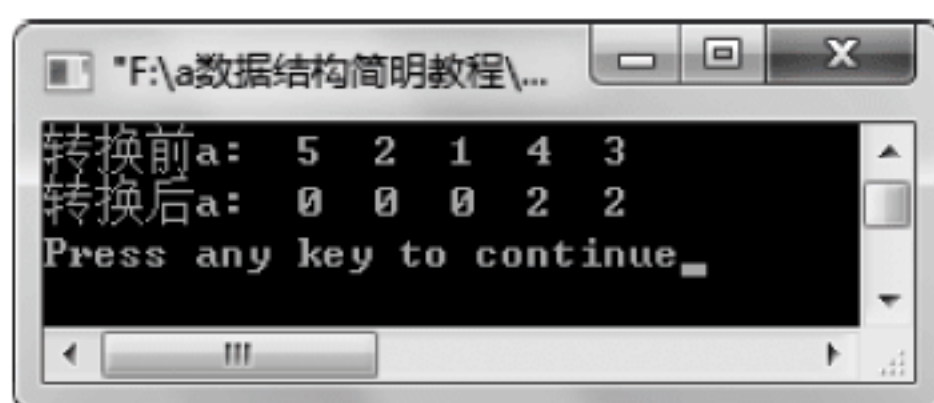 "F:\a数据结构简明教程\...
转换前a:  5  2  1  4  3
转换后a:  0  0  0  2  2
Press any key to continue